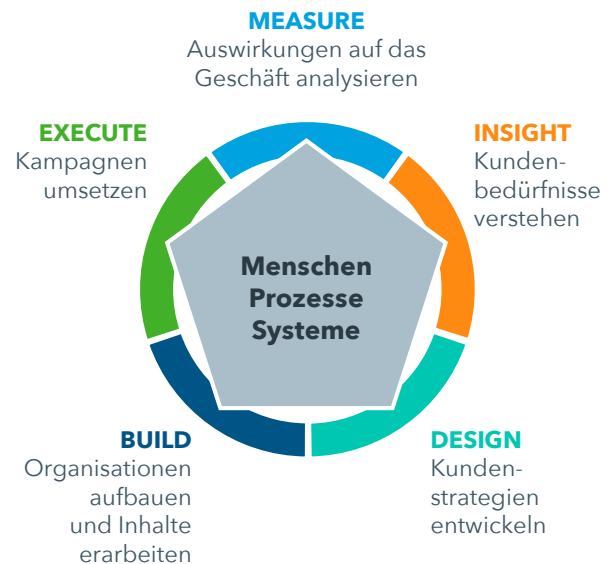 MEASURE
Auswirkungen auf das
Geschäft analysieren
EXECUTE
Kampagnen
umsetzen
INSIGHT
Kunden-
bedürfnisse
verstehen
Menschen
Prozesse
Systeme
BUILD
Organisationen
aufbauen
und Inhalte
erarbeiten
DESIGN
Kunden-
strategien
entwickeln